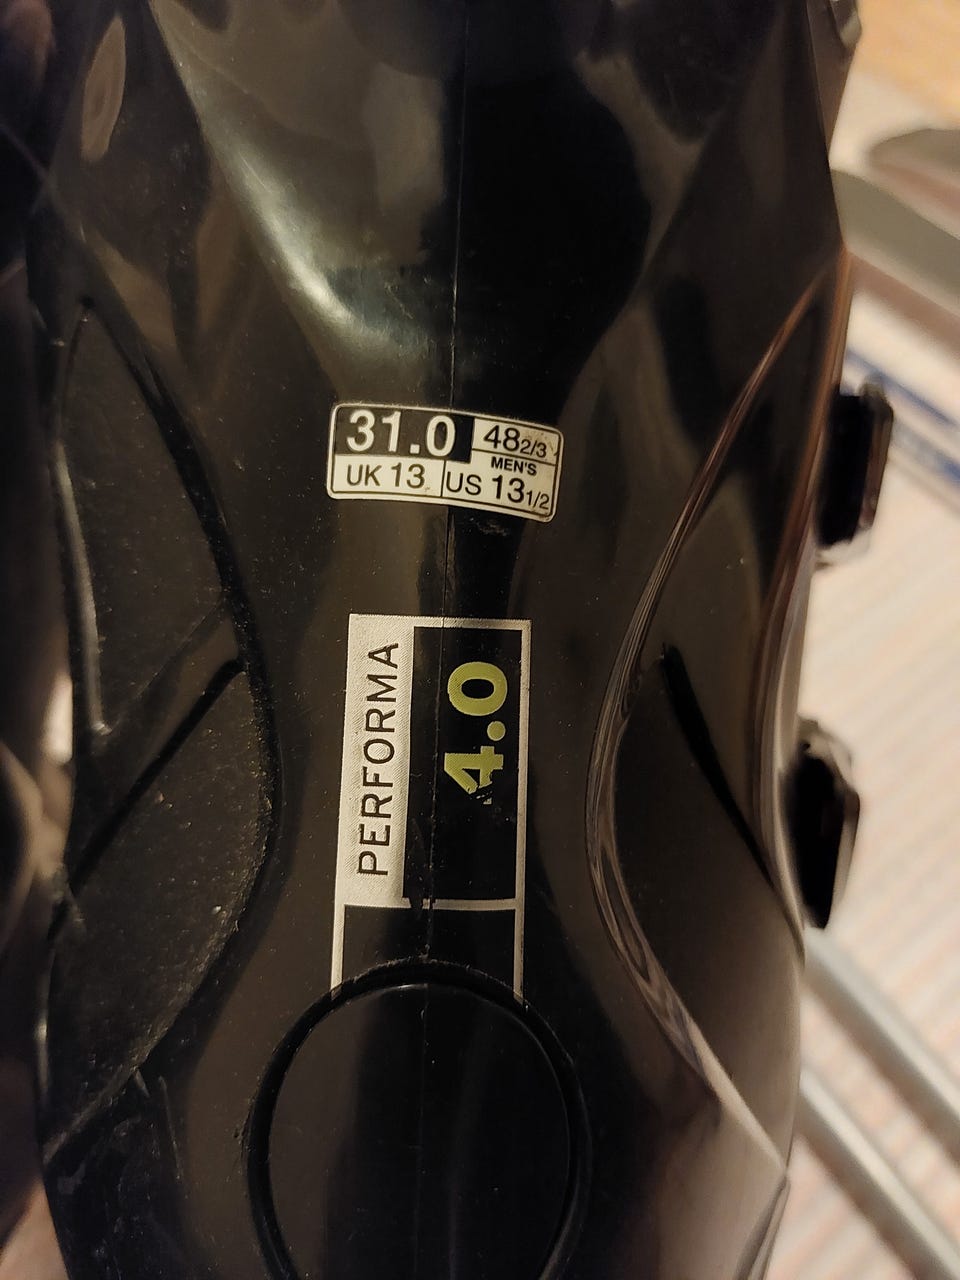 31.0 48 2/3
MEN'S
UK 13 US 13 1/2
PERFORMA
4.0